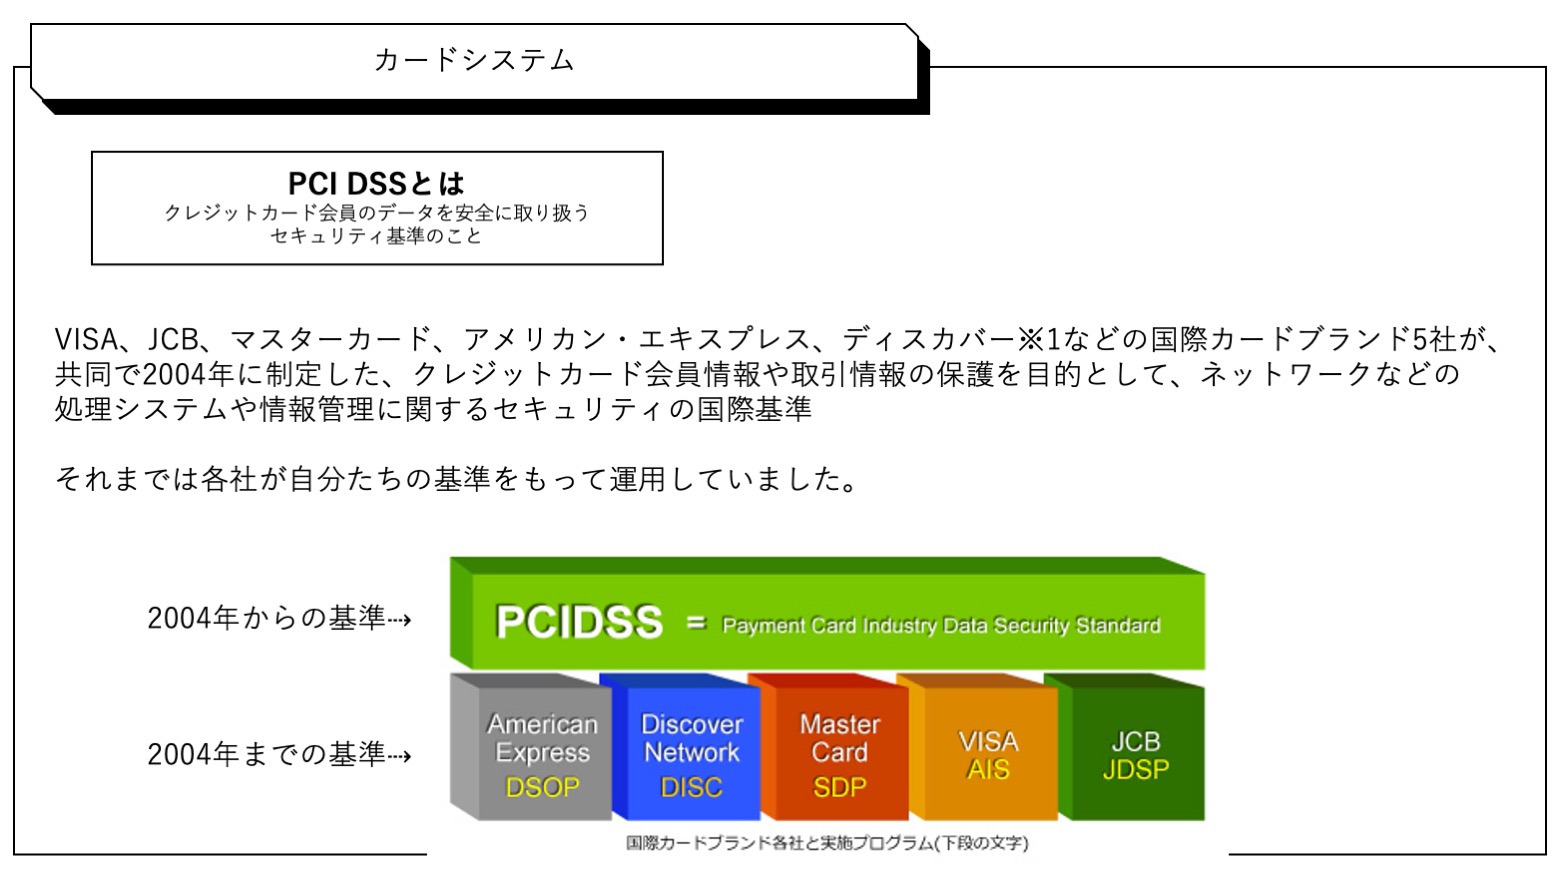 カードシステム
PCI DSSとは
クレジットカード会員のデータを安全に取り扱う
セキュリティ基準のこと
VISA、JCB、マスターカード、アメリカン・エキスプレス、ディスカバー※1などの国際カードブランド5社が、
共同で2004年に制定した、クレジットカード会員情報や取引情報の保護を目的として、ネットワークなどの
処理システムや情報管理に関するセキュリティの国際基準
それまでは各社が自分たちの基準をもって運用していました。
2004年からの基準⇢
PCIDSS = Payment Card Industry Data Security Standard
2004年までの基準⇢
American
Express
DSOP
Discover
Network
DISC
Master
Card
SDP
VISA
AIS
JCB
JDSP
国際カードブランド各社と実施プログラム(下段の文字)